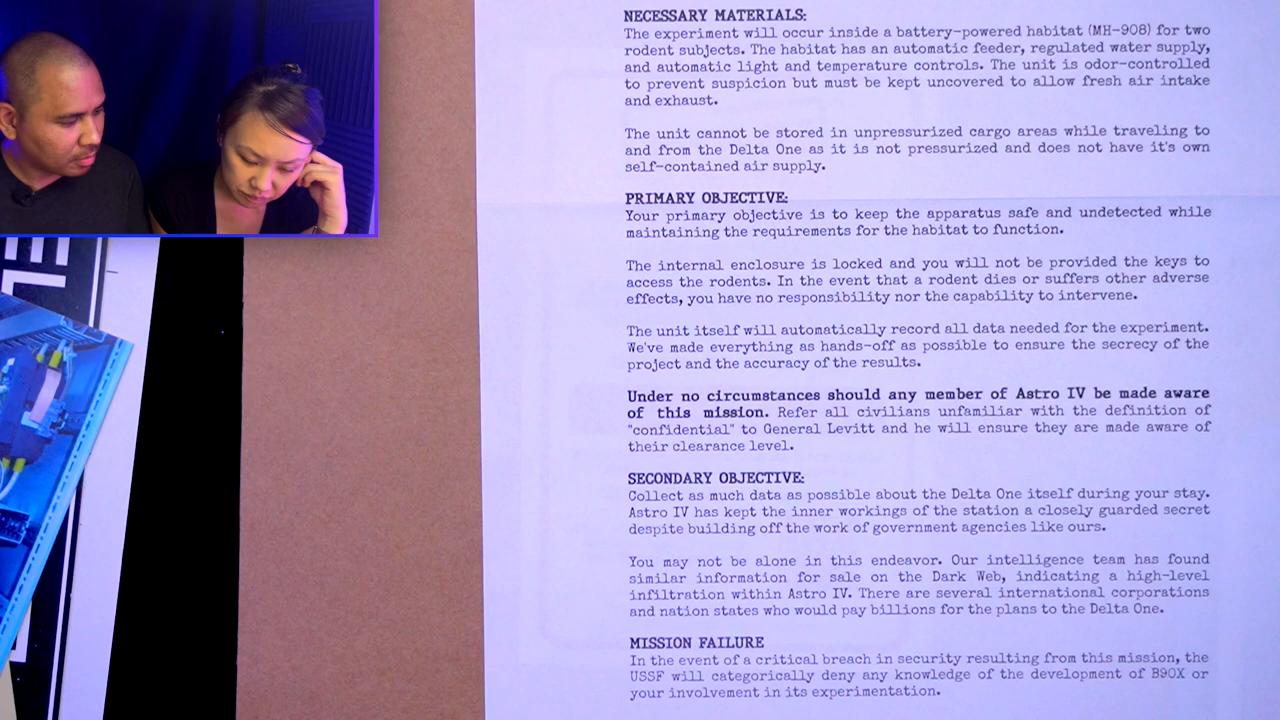 NECESSARY MATERIALS:
The experiment will occur inside a battery-powered habitat (MH-908) for two
rodent subjects. The habitat has an automatic feeder, regulated water supply,
and automatic light and temperature controls. The unit is odor-controlled
to prevent suspicion but must be kept uncovered to allow fresh air intake
and exhaust.
The unit cannot be stored in unpressurized cargo areas while traveling to
and from the Delta One as it is not pressurized and does not have it's own
self-contained air supply.
PRIMARY OBJECTIVE:
Your primary objective is to keep the apparatus safe and undetected while
maintaining the requirements for the habitat to function.
The internal enclosure is locked and you will not be provided the keys to
access the rodents. In the event that a rodent dies or suffers other adverse
effects, you have no responsibility nor the capability to intervene.
The unit itself will automatically record all data needed for the experiment.
We've made everything as hands-off as possible to ensure the secrecy of the
project and the accuracy of the results.
Under no circumstances should any member of Astro IV be made aware
of this mission. Refer all civilians unfamiliar with the definition of
"confidential" to General Levitt and he will ensure they are made aware of
their clearance level.
SECONDARY OBJECTIVE:
Collect as much data as possible about the Delta One itself during your stay.
Astro IV has kept the inner workings of the station a closely guarded secret
despite building off the work of government agencies like ours.
You may not be alone in this endeavor. Our intelligence team has found
similar information for sale on the Dark Web, indicating a high-level
infiltration within Astro IV. There are several international corporations
and nation states who would pay billions for the plans to the Delta One.
MISSION FAILURE
In the event of a critical breach in security resulting from this mission, the
USSF will categorically deny any knowledge of the development of B90X or
your involvement in its experimentation.
EL